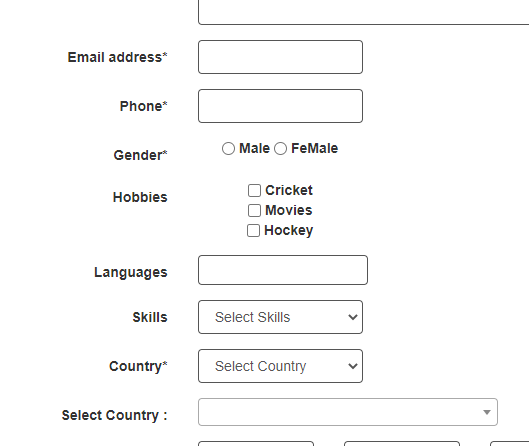 Email address*
Phone*
Gender* Male FeMale
Hobbies Cricket
Movies
Hockey
Languages
Skills Select Skills
Country* Select Country
Select Country :